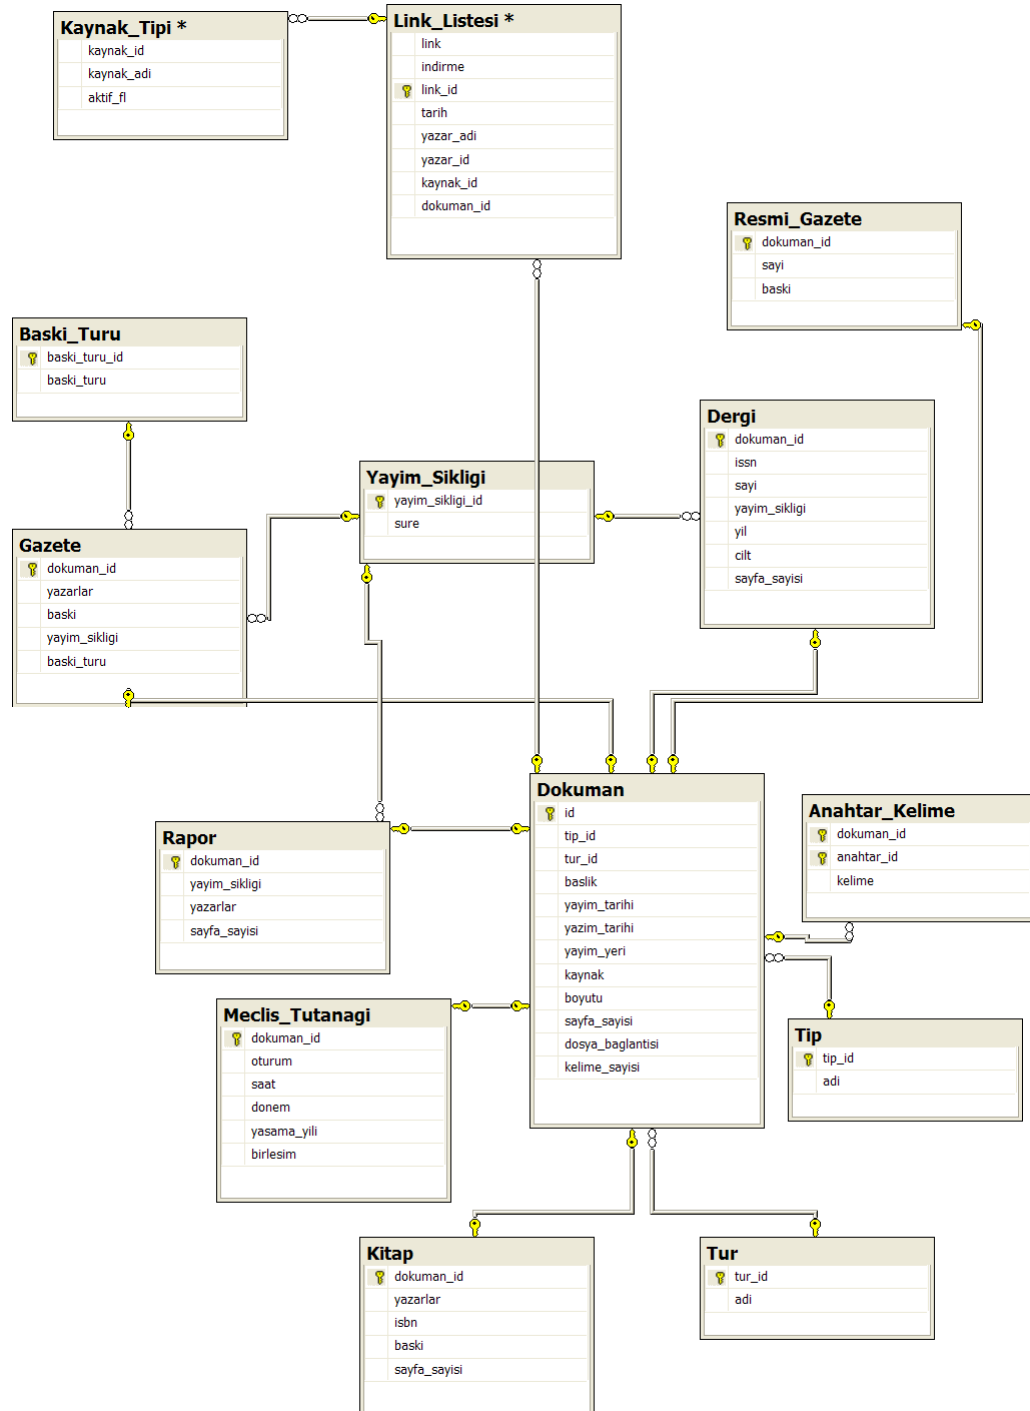 Kaynak_Tipi *
kaynak_id
kaynak_adi
aktif_fl
Link_Listesi *
link
indirme
link_id
tarih
yazar_adi
yazar_id
kaynak_id
dokuman_id
Resmi_Gazete
dokuman_id
sayi
baski
Baski_Turu
baski_turu_id
baski_turu
Dergi
dokuman_id
issn
sayi
yayim_sikligi
yil
cilt
sayfa_sayisi
Yayim_Sikligi
yayim_sikligi_id
sure
Gazete
dokuman_id
yazarlar
baski
yayim_sikligi
baski_turu
Dokuman
id
tip_id
tur_id
baslik
yayim_tarihi
yazim_tarihi
yayim_yeri
kaynak
boyutu
sayfa_sayisi
dosya_baglantisi
kelime_sayisi
Anahtar_Kelime
dokuman_id
anahtar_id
kelime
Rapor
dokuman_id
yayim_sikligi
yazarlar
sayfa_sayisi
Meclis_Tutanagi
dokuman_id
oturum
saat
donem
yasama_yili
birlesim
Tip
tip_id
adi
Kitap
dokuman_id
yazarlar
isbn
baski
sayfa_sayisi
Tur
tur_id
adi